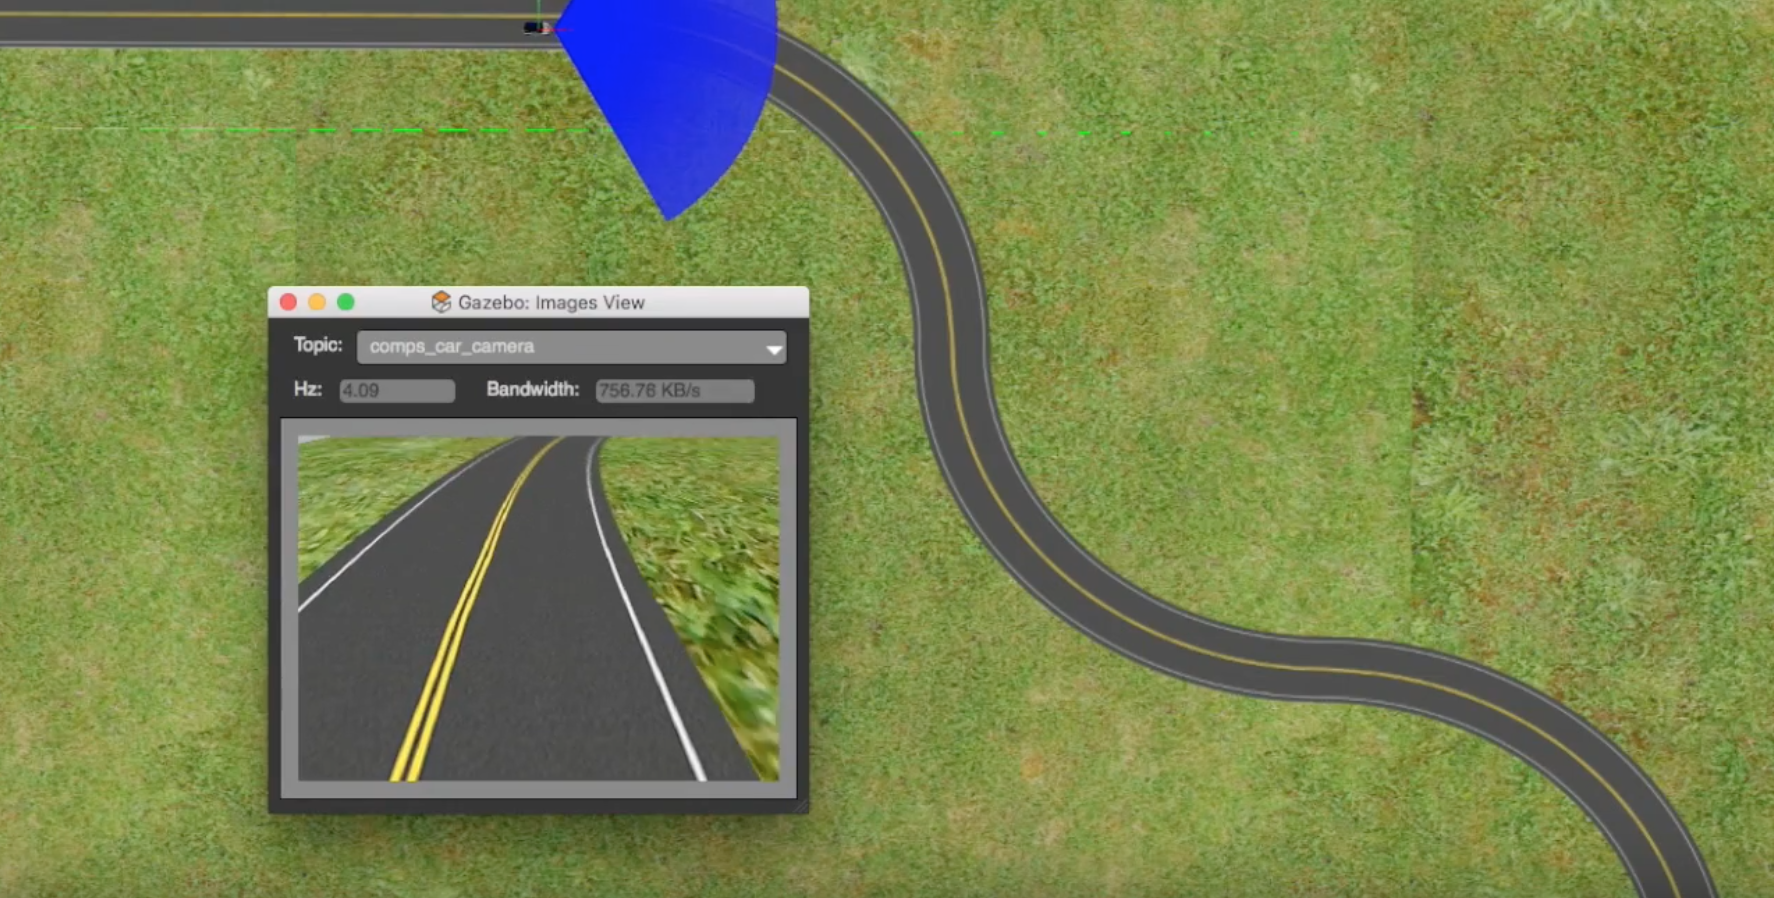 Gazebo: Images View
Topic: comps_car_camera
Hz: 4.09 Bandwidth: 756.76 KB/s